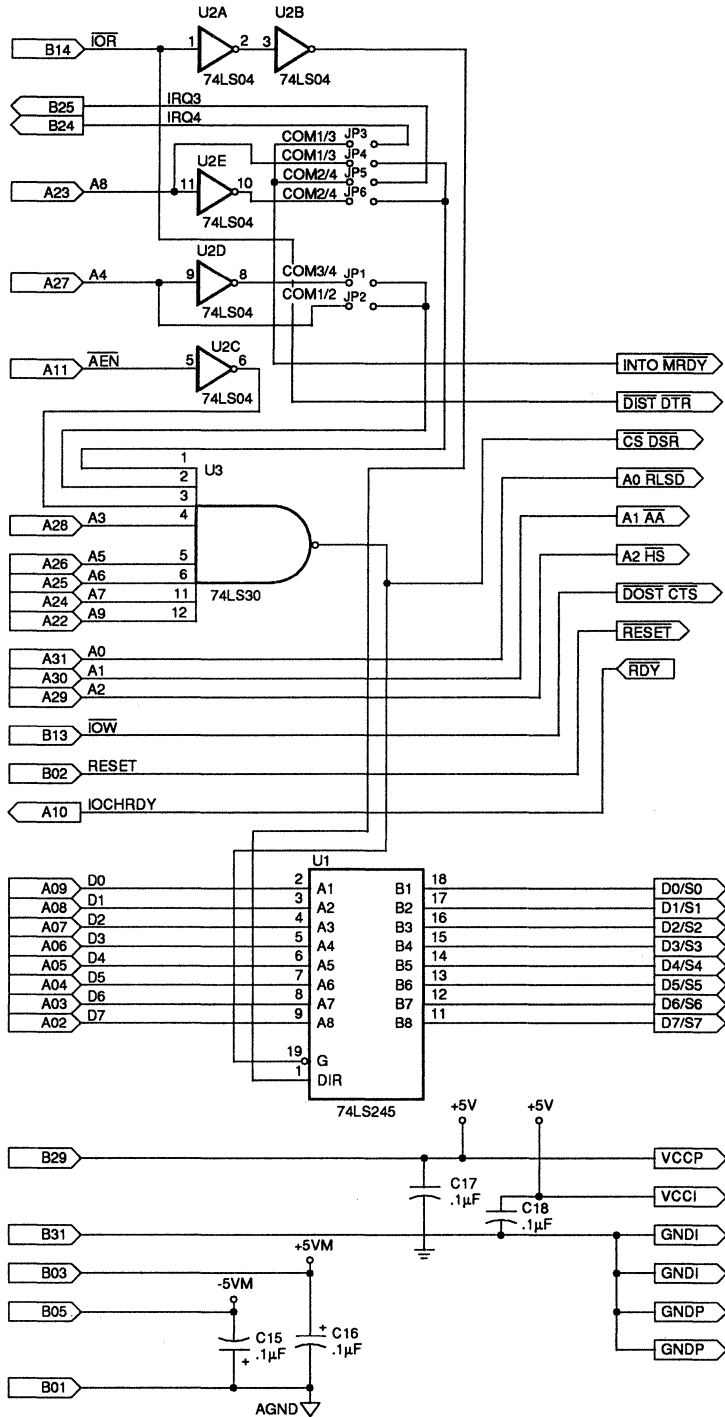 U2A U2B
B14 IOR 1 2 3
74LS04 74LS04
B25 IRQ3
B24 IRQ4
COM1/3 JP3
COM1/3 JP4
U2E COM2/4 JP5
A23 A8 11 10 COM2/4 JP6
74LS04
U2D
A27 A4 9 8 COM3/4 JP1
COM1/2 JP2
74LS04
U2C
A11 AEN 5 6
74LS04
INTO MRDY
DIST DTR
CS DSR
1 U3
2
3
A0 RLSD
A28 A3 4
A1 AA
A26 A5 5
A2 HS
A25 A6 6
A24 A7 11
74LS30
DOST CTS
A22 A9 12
RESET
A31 A0
A30 A1
A29 A2
RDY
B13 IOW
B02 RESET
A10 IOCHRDY
U1
A09 D0 2 A1 B1 18 D0/S0
A08 D1 3 A2 B2 17 D1/S1
A07 D2 4 A3 B3 16 D2/S2
A06 D3 5 A4 B4 15 D3/S3
A05 D4 6 A5 B5 14 D4/S4
A04 D5 7 A6 B6 13 D5/S5
A03 D6 8 A7 B7 12 D6/S6
A02 D7 9 A8 B8 11 D7/S7
19 G
1 DIR
74LS245
+5V +5V
B29 VCCP
C17
.1µF
VCCI
C18
.1µF
B31 GNDI
+5VM
B03 GNDI
-5VM
B05 GNDP
C15
.1µF
+
+ C16
.1µF
GNDP
B01
AGND